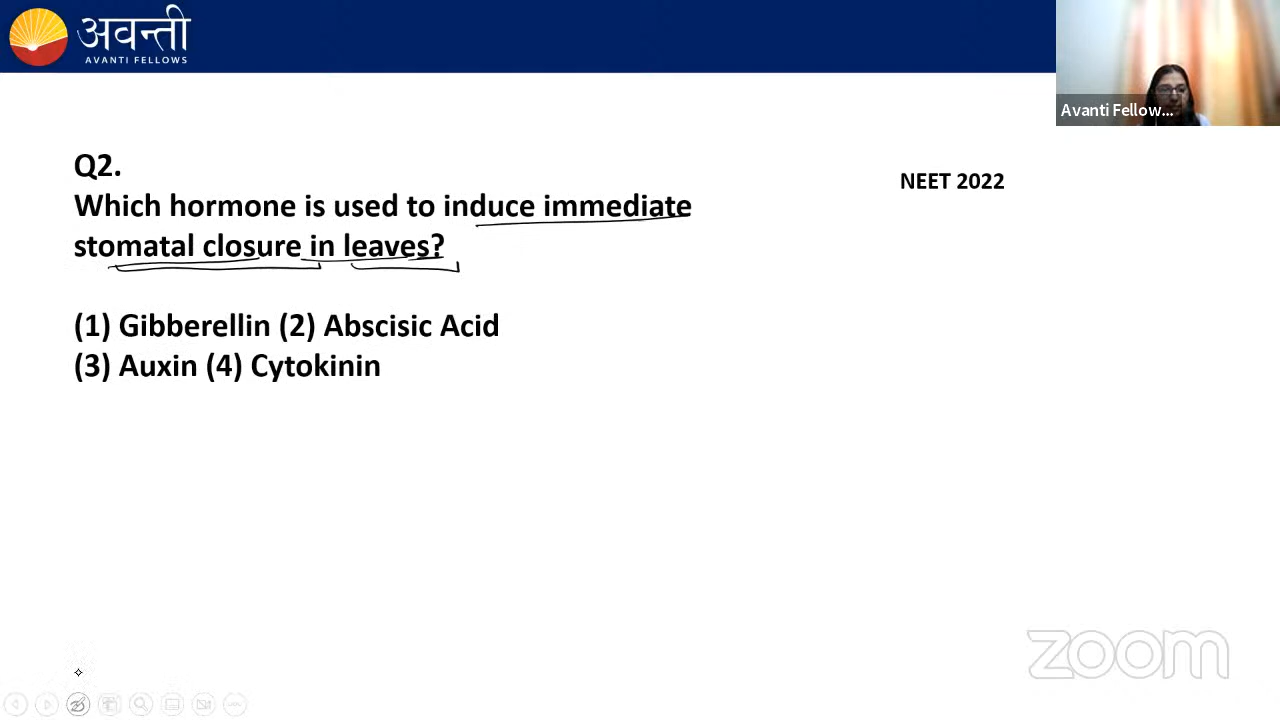 अवन्ती
AVANTI FELLOWS
Avanti Fellow...
Q2.
NEET 2022
Which hormone is used to induce immediate
stomatal closure in leaves?
(1) Gibberellin (2) Abscisic Acid
(3) Auxin (4) Cytokinin
zoom